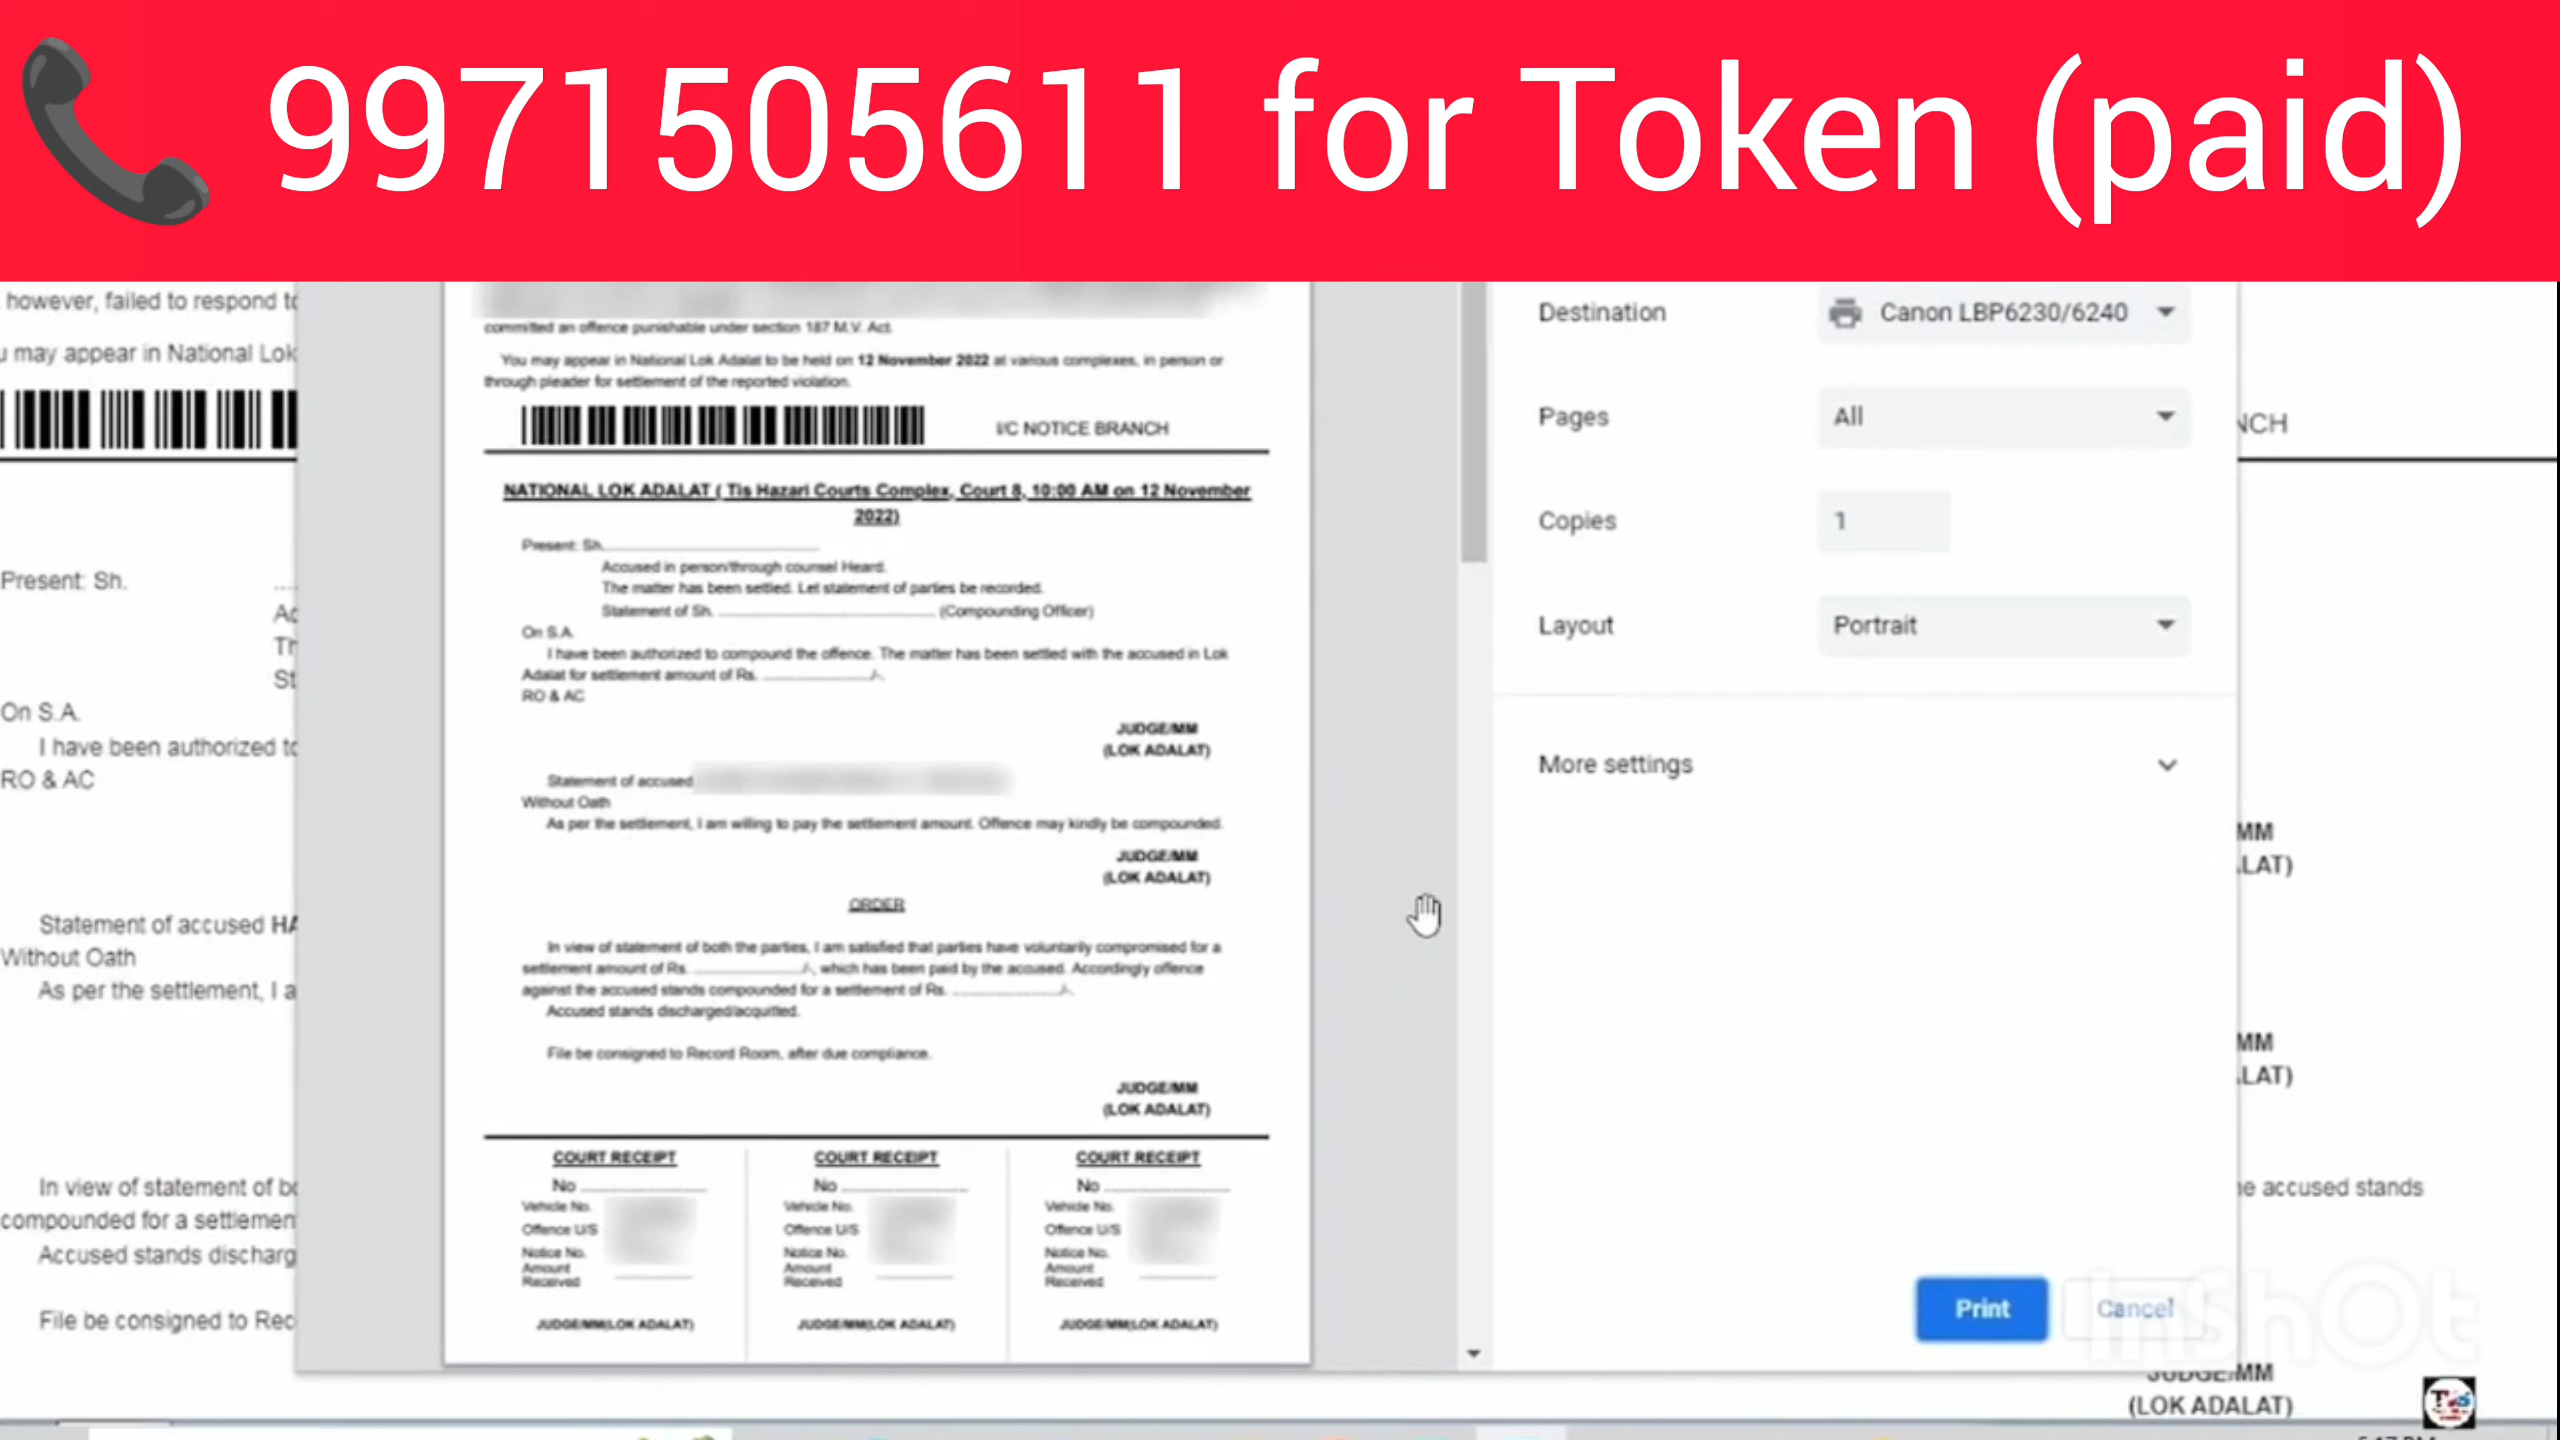 9971505611 for Token (paid)
however, failed to respond to
u may appear in National Lok
Present: Sh.
....
Ac
Th
St
On S.A.
I have been authorized to
RO & AC
Statement of accused HA
Without Oath
As per the settlement, I a
In view of statement of bo
compounded for a settlement
Accused stands discharg
File be consigned to Rec
committed an offence punishable under section 187 M.V. Act.
You may appear in National Lok Adalat to be held on 12 November 2022 at various complexes, in person or
through pleader for settlement of the reported violation.
I/C NOTICE BRANCH
NATIONAL LOK ADALAT ( Tis Hazari Courts Complex, Court 8, 10:00 AM on 12 November
2022)
Present: Sh.
Accused in person/through counsel Heard.
The matter has been settled. Let statement of parties be recorded.
Statement of Sh. (Compounding Officer)
On S.A.
I have been authorized to compound the offence. The matter has been settled with the accused in Lok
Adalat for settlement amount of Rs. /-.
RO & AC
JUDGE/MM
(LOK ADALAT)
Statement of accused
Without Oath
As per the settlement, I am willing to pay the settlement amount. Offence may kindly be compounded.
JUDGE/MM
(LOK ADALAT)
ORDER
In view of statement of both the parties, I am satisfied that parties have voluntarily compromised for a
settlement amount of Rs. /-, which has been paid by the accused. Accordingly offence
against the accused stands compounded for a settlement of Rs. /-.
Accused stands discharged/acquitted.
File be consigned to Record Room, after due compliance.
JUDGE/MM
(LOK ADALAT)
COURT RECEIPT COURT RECEIPT COURT RECEIPT
No No No
Vehicle No. Vehicle No. Vehicle No.
Offence U/S Offence U/S Offence U/S
Notice No. Notice No. Notice No.
Amount Amount Amount
Received Received Received
JUDGE/MM(LOK ADALAT) JUDGE/MM(LOK ADALAT) JUDGE/MM(LOK ADALAT)
Destination Canon LBP6230/6240
Pages All
Copies 1
Layout Portrait
More settings
Print Cancel
NCH
MM
LAT)
MM
LAT)
e accused stands
InShOt
JUDGE/MM
(LOK ADALAT)